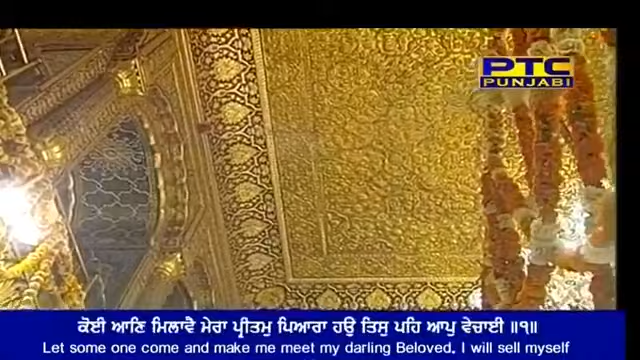 PTC
PUNJABI
ਕੋਈ ਆਣਿ ਮਿਲਾਵੈ ਮੇਰਾ ਪ੍ਰੀਤਮੁ ਪਿਆਰਾ ਹਉ ਤਿਸੁ ਪਹਿ ਆਪੁ ਵੇਚਾਈ ॥੧॥
Let some one come and make me meet my darling Beloved, I will sell myself